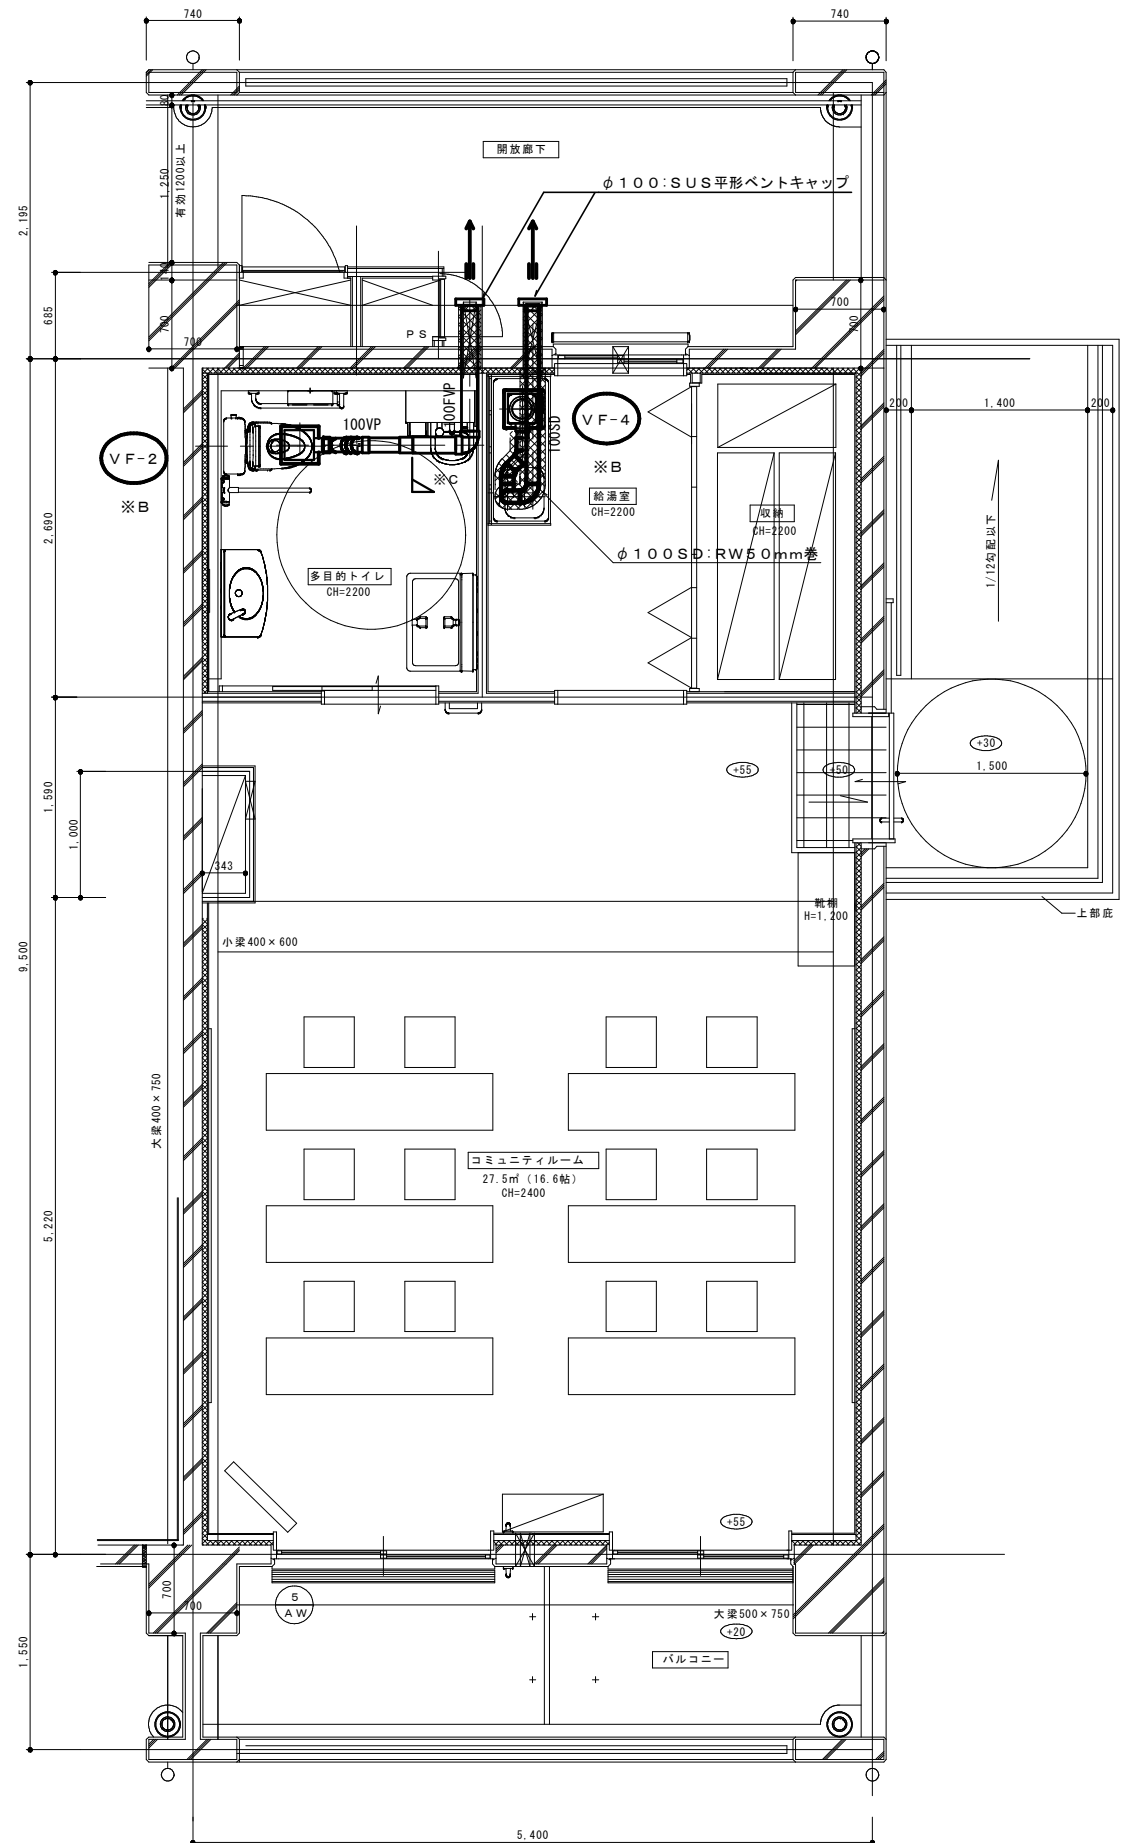 740
740
開放廊下
φ100:SUS平形ベントキャップ
80
1,250
有効1200以上
2,195
685
700
700
PS
700
700
100VP
100FVP
100SD
VF-4
※B
給湯室
CH=2200
収納
CH=2200
φ100SD:RW50mm巻
VF-2
※B
※C
多目的トイレ
CH=2200
2,690
200
1,400
200
1/12勾配以下
+30
1,500
+55
+50
1,590
1,000
343
靴棚
H=1,200
上部庇
小梁400×600
9,500
大梁400×750
コミュニティルーム
27.5㎡（16.6帖）
CH=2400
5,220
+55
5
AW
700
700
大梁500×750
+20
バルコニー
1,550
5,400